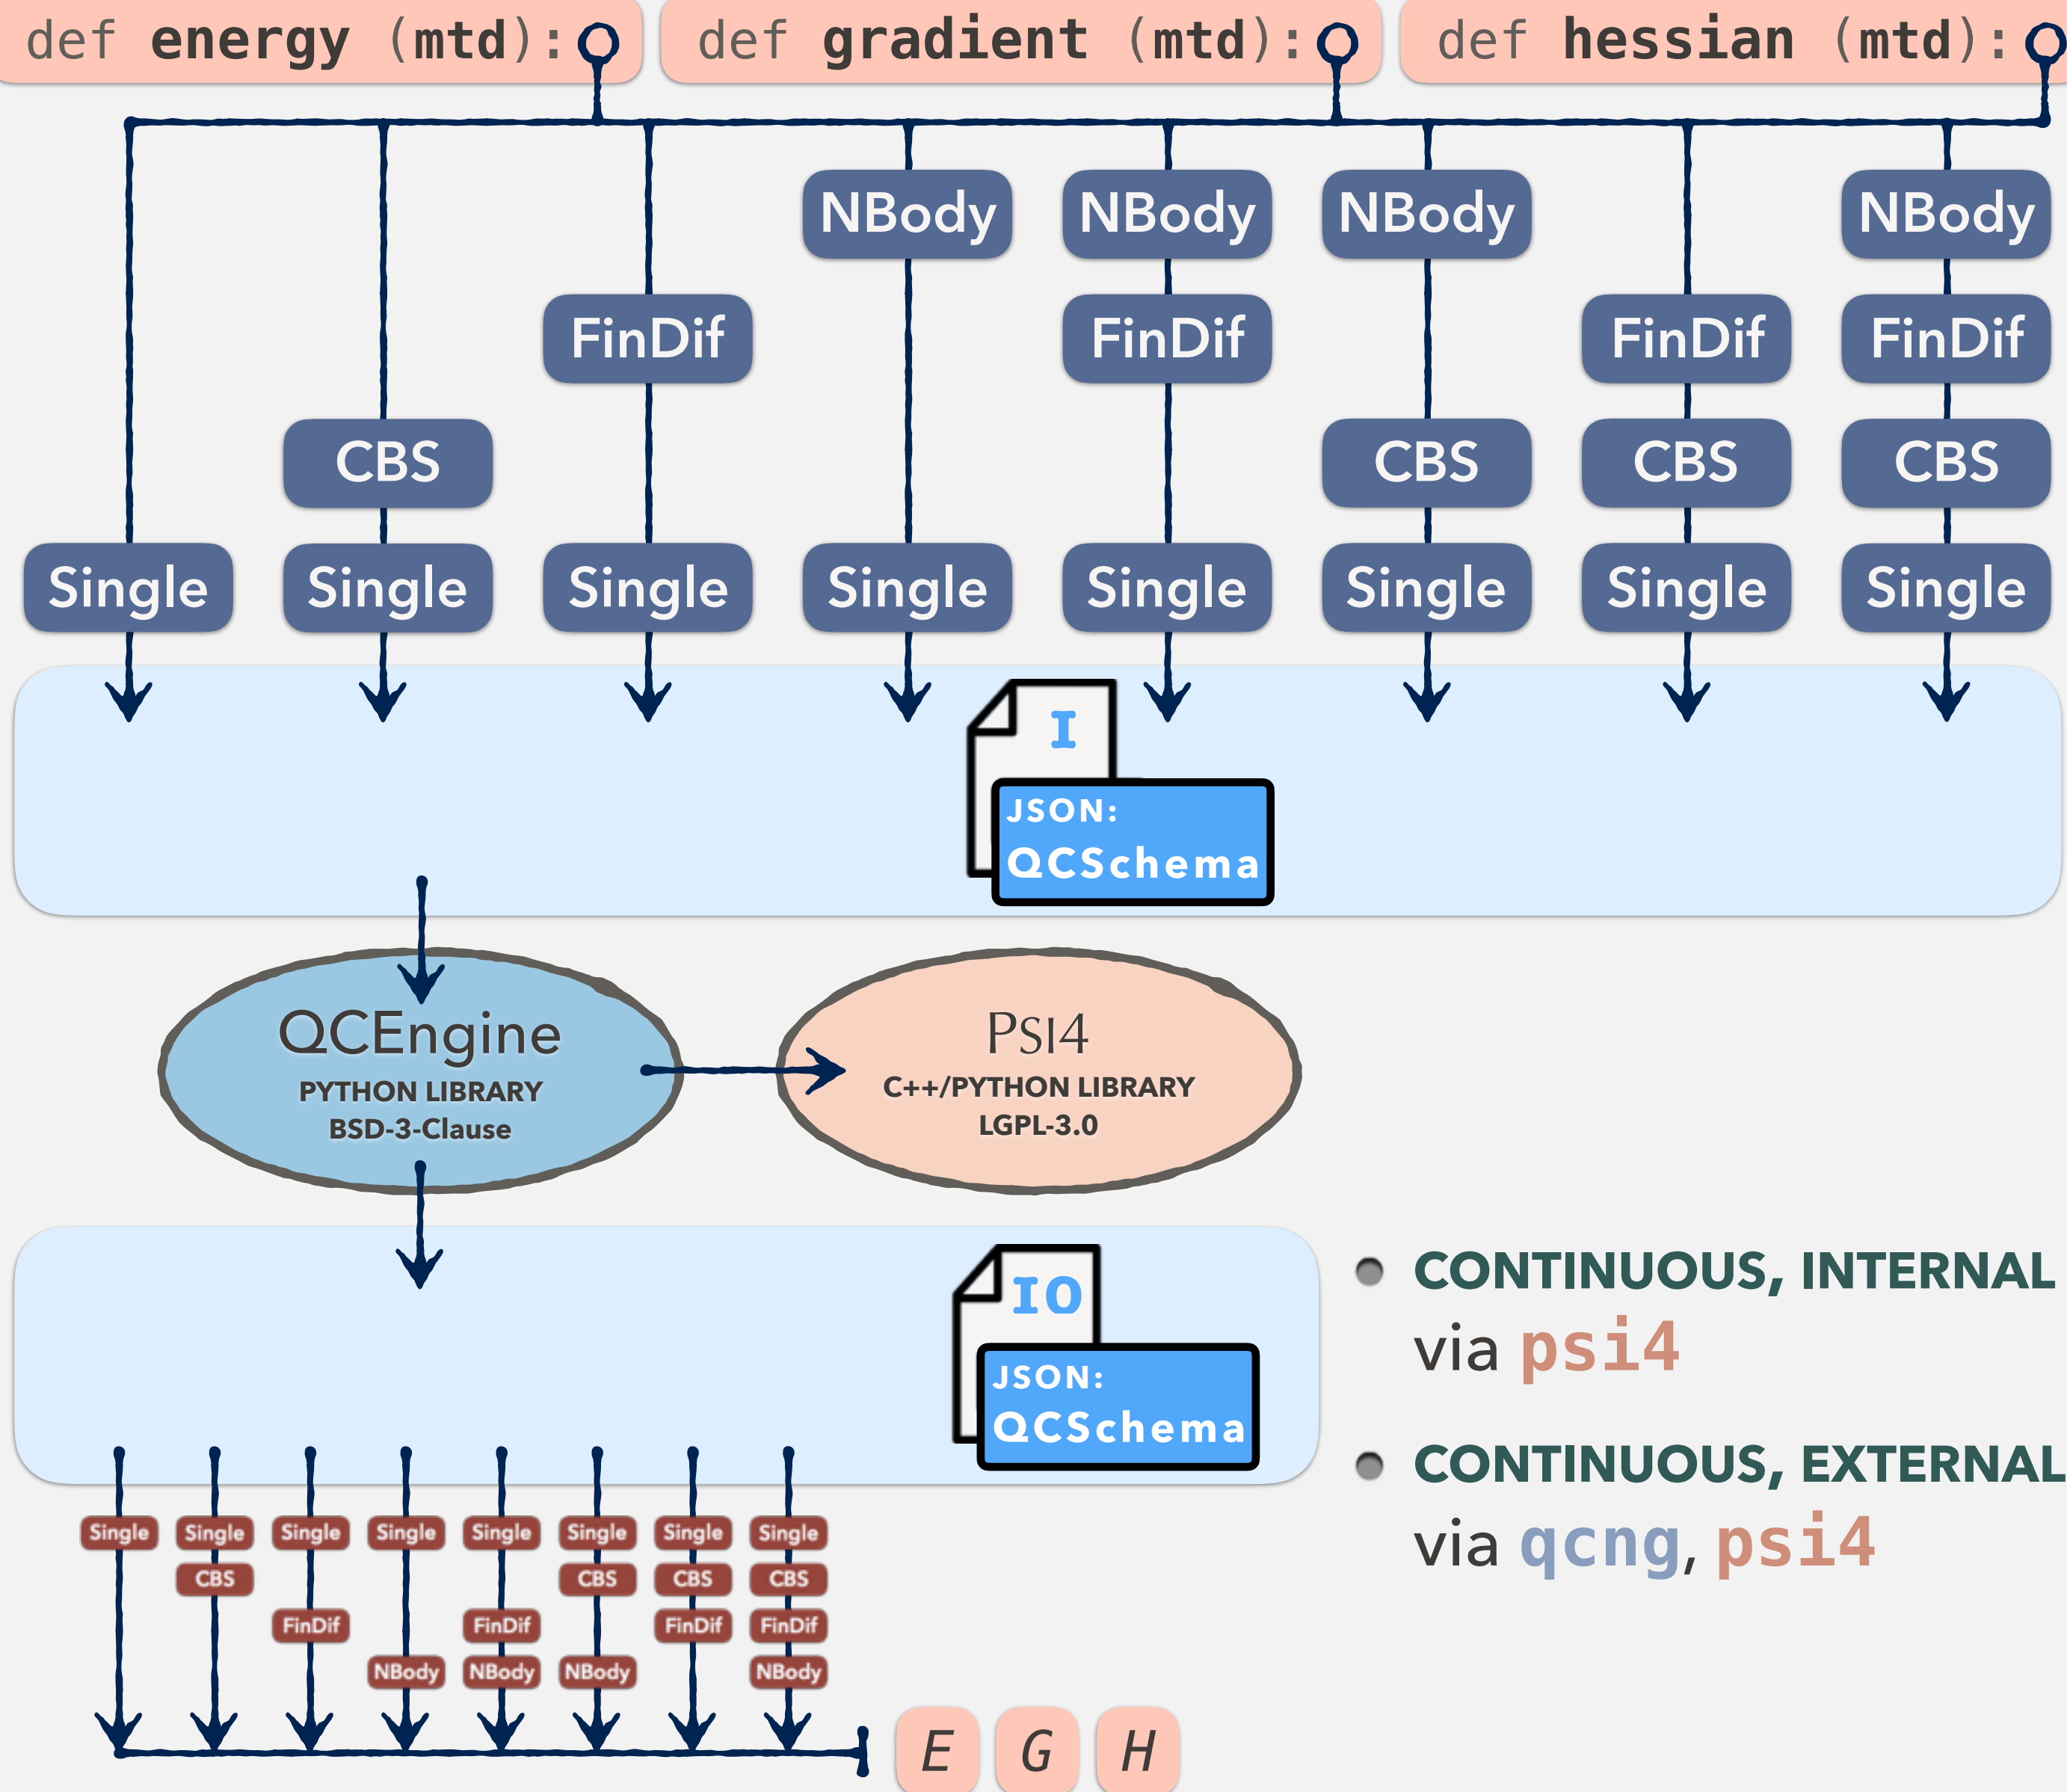 def energy (mtd): def gradient (mtd): def hessian (mtd):
NBody NBody NBody NBody
FinDif FinDif FinDif FinDif
CBS CBS CBS CBS
Single Single Single Single Single Single Single Single
I
JSON:
QCSchema
QCEngine
PYTHON LIBRARY
BSD-3-Clause
PSI4
C++/PYTHON LIBRARY
LGPL-3.0
IO
JSON:
QCSchema
• CONTINUOUS, INTERNAL
via psi4
• CONTINUOUS, EXTERNAL
via qcng, psi4
Single Single Single Single Single Single Single Single
CBS CBS CBS CBS
FinDif FinDif FinDif FinDif
NBody NBody NBody NBody
E G H